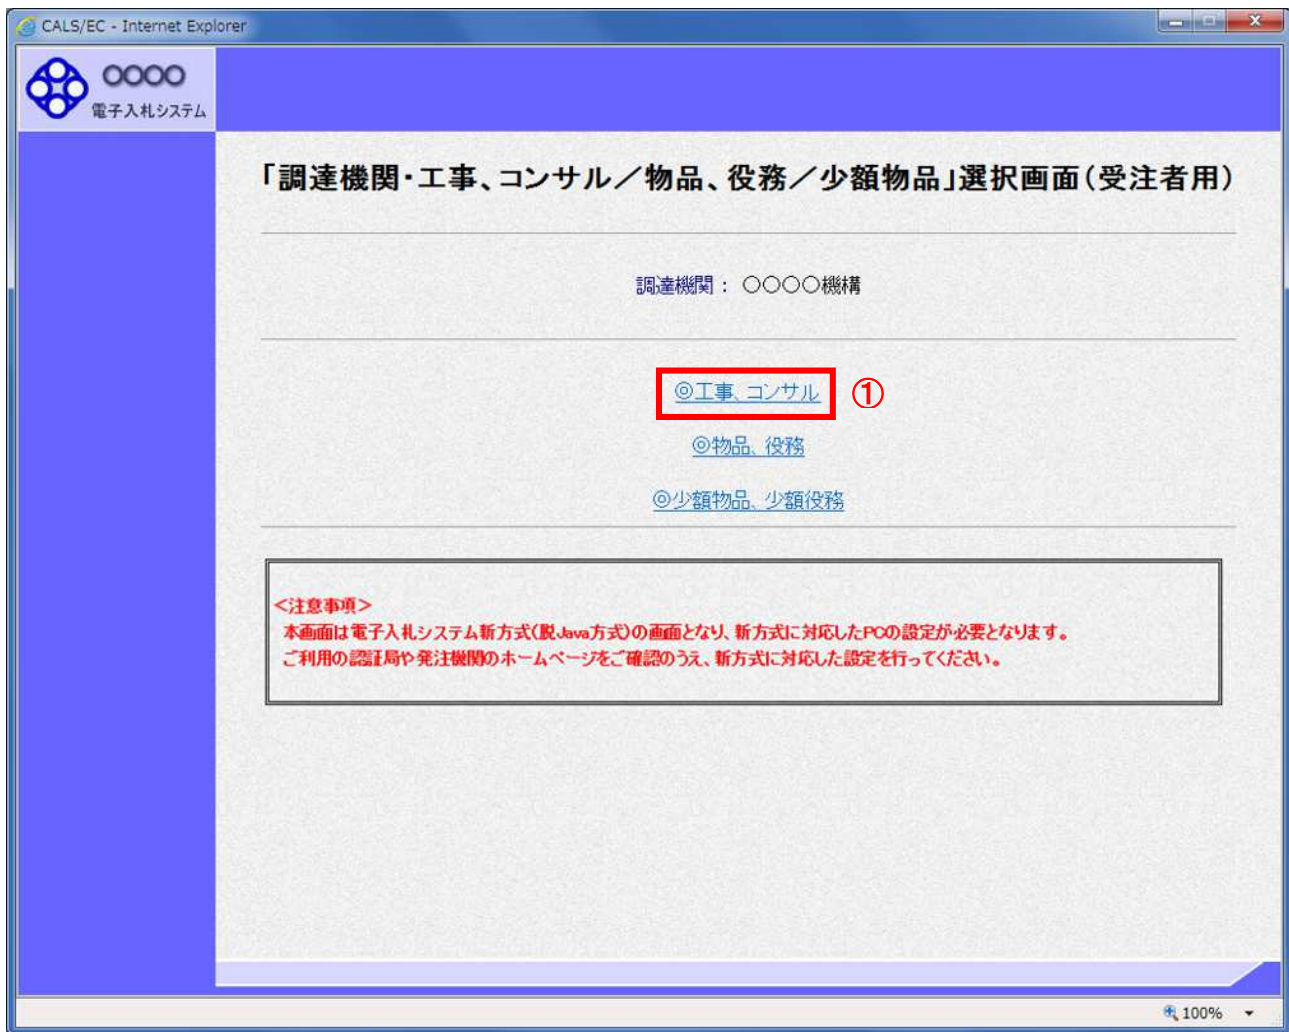 CALS/EC - Internet Explorer
○○○○
電子入札システム
「調達機関・工事、コンサル／物品、役務／少額物品」選択画面（受注者用）
調達機関： ○○○○機構
◎工事、コンサル ①
◎物品、役務
◎少額物品、少額役務
＜注意事項＞
本画面は電子入札システム新方式(脱Java方式)の画面となり、新方式に対応したPCの設定が必要となります。
ご利用の認証局や発注機関のホームページをご確認のうえ、新方式に対応した設定を行ってください。
100%